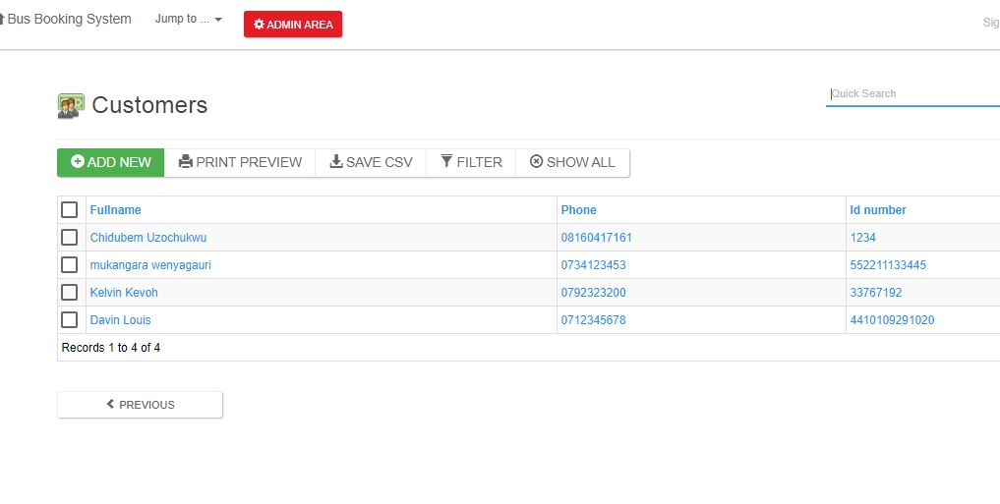 Bus Booking System Jump to ... ADMIN AREA Sig
Customers
Quick Search
ADD NEW PRINT PREVIEW SAVE CSV FILTER SHOW ALL
Fullname Phone Id number
Chidubem Uzochukwu 08160417161 1234
mukangara wenyagauri 0734123453 552211133445
Kelvin Kevoh 0792323200 33767192
Davin Louis 0712345678 4410109291020
Records 1 to 4 of 4
PREVIOUS